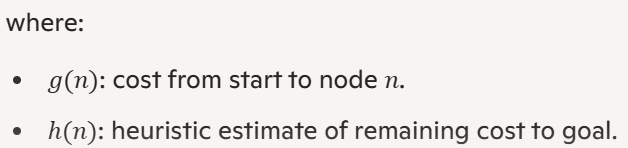 where:
• g(n): cost from start to node n.
• h(n): heuristic estimate of remaining cost to goal.